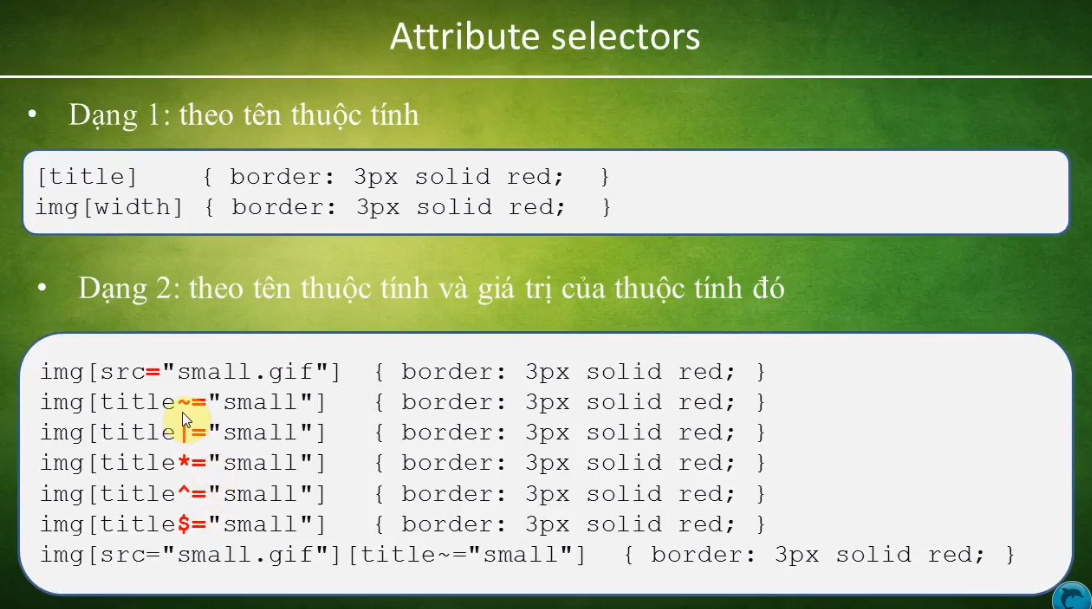 Attribute selectors
• Dạng 1: theo tên thuộc tính
[title] { border: 3px solid red; }
img[width] { border: 3px solid red; }
• Dạng 2: theo tên thuộc tính và giá trị của thuộc tính đó
img[src="small.gif"] { border: 3px solid red; }
img[title~="small"] { border: 3px solid red; }
img[title|="small"] { border: 3px solid red; }
img[title*="small"] { border: 3px solid red; }
img[title^="small"] { border: 3px solid red; }
img[title$="small"] { border: 3px solid red; }
img[src="small.gif"][title~="small"] { border: 3px solid red; }